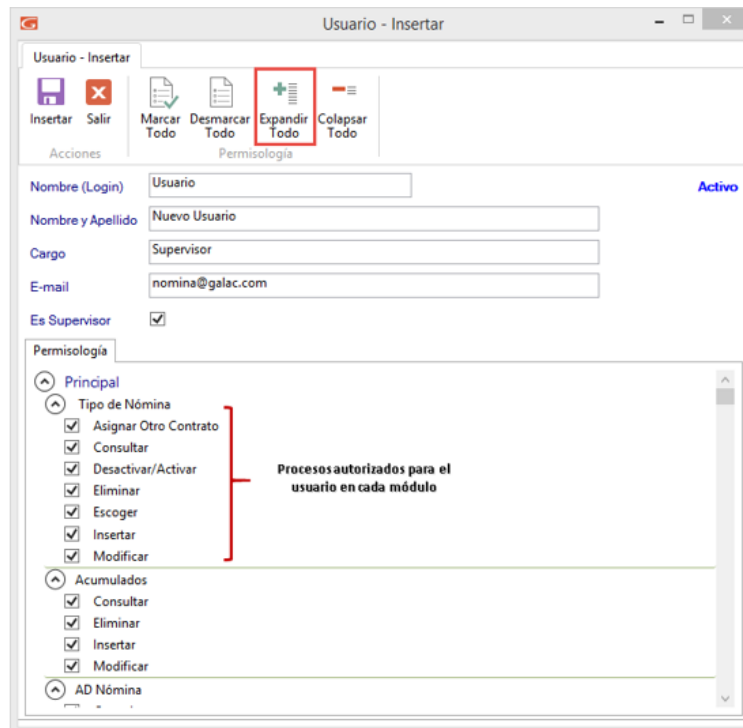 Usuario - Insertar
Usuario - Insertar
Insertar
Salir
Marcar Todo
Desmarcar Todo
Expandir Todo
Colapsar Todo
Acciones
Permisología
Nombre (Login) Usuario Activo
Nombre y Apellido Nuevo Usuario
Cargo Supervisor
E-mail nomina@galac.com
Es Supervisor
Permisología
Principal
Tipo de Nómina
Asignar Otro Contrato
Consultar
Desactivar/Activar
Eliminar
Escoger
Insertar
Modificar
Procesos autorizados para el
usuario en cada módulo
Acumulados
Consultar
Eliminar
Insertar
Modificar
AD Nómina